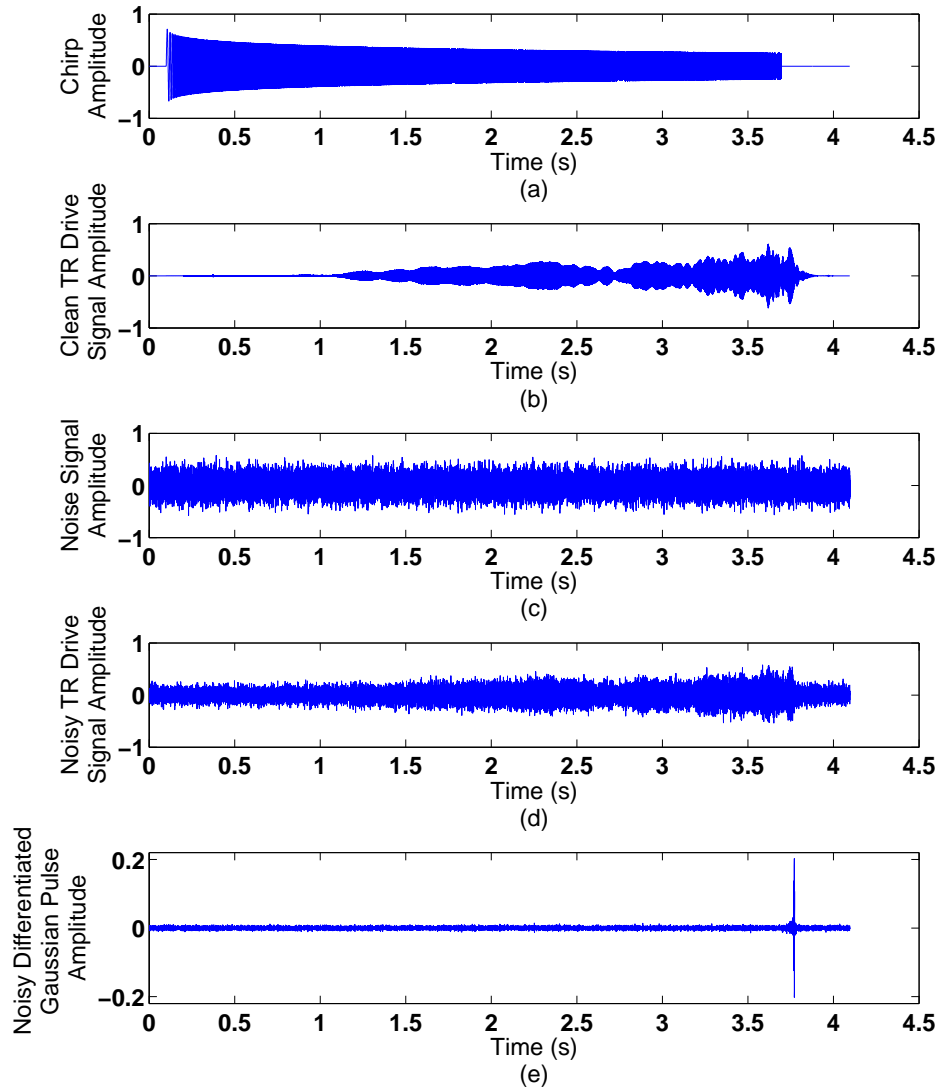 Chirp
Amplitude
1
0
−1
0 0.5 1 1.5 2 2.5 3 3.5 4 4.5
Time (s)
(a)
Clean TR Drive
Signal Amplitude
1
0
−1
0 0.5 1 1.5 2 2.5 3 3.5 4 4.5
Time (s)
(b)
Noise Signal
Amplitude
1
0
−1
0 0.5 1 1.5 2 2.5 3 3.5 4 4.5
Time (s)
(c)
Noisy TR Drive
Signal Amplitude
1
0
−1
0 0.5 1 1.5 2 2.5 3 3.5 4 4.5
Time (s)
(d)
Noisy Differentiated
Gaussian Pulse
Amplitude
0.2
0
−0.2
0 0.5 1 1.5 2 2.5 3 3.5 4 4.5
Time (s)
(e)